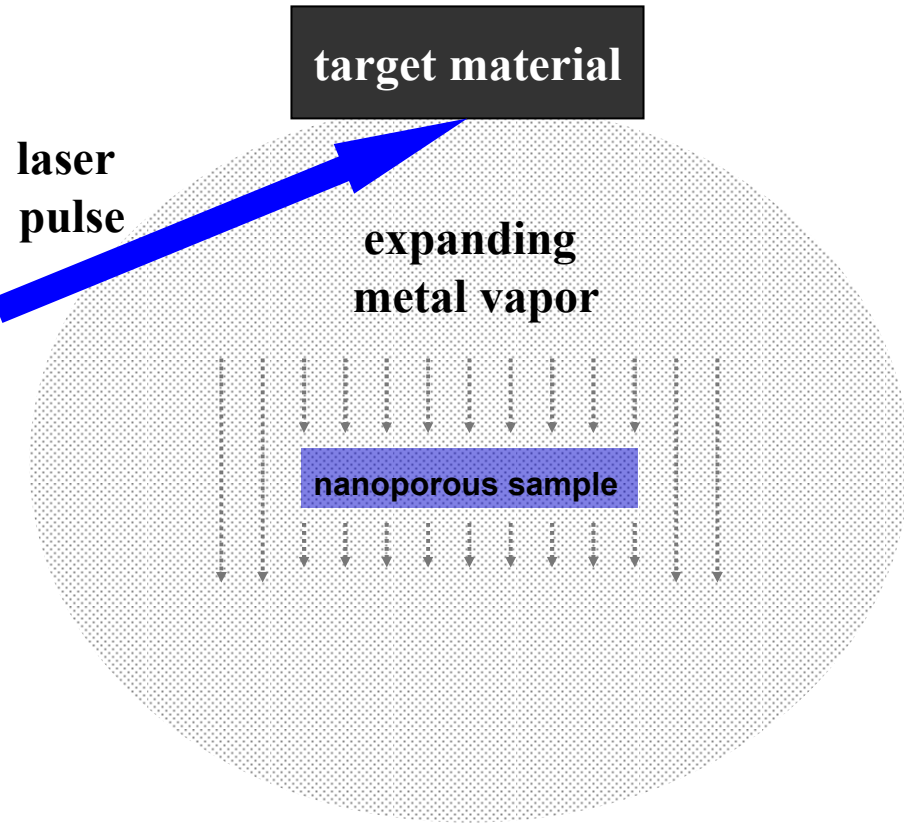 target material
laser
pulse
expanding
metal vapor
nanoporous sample